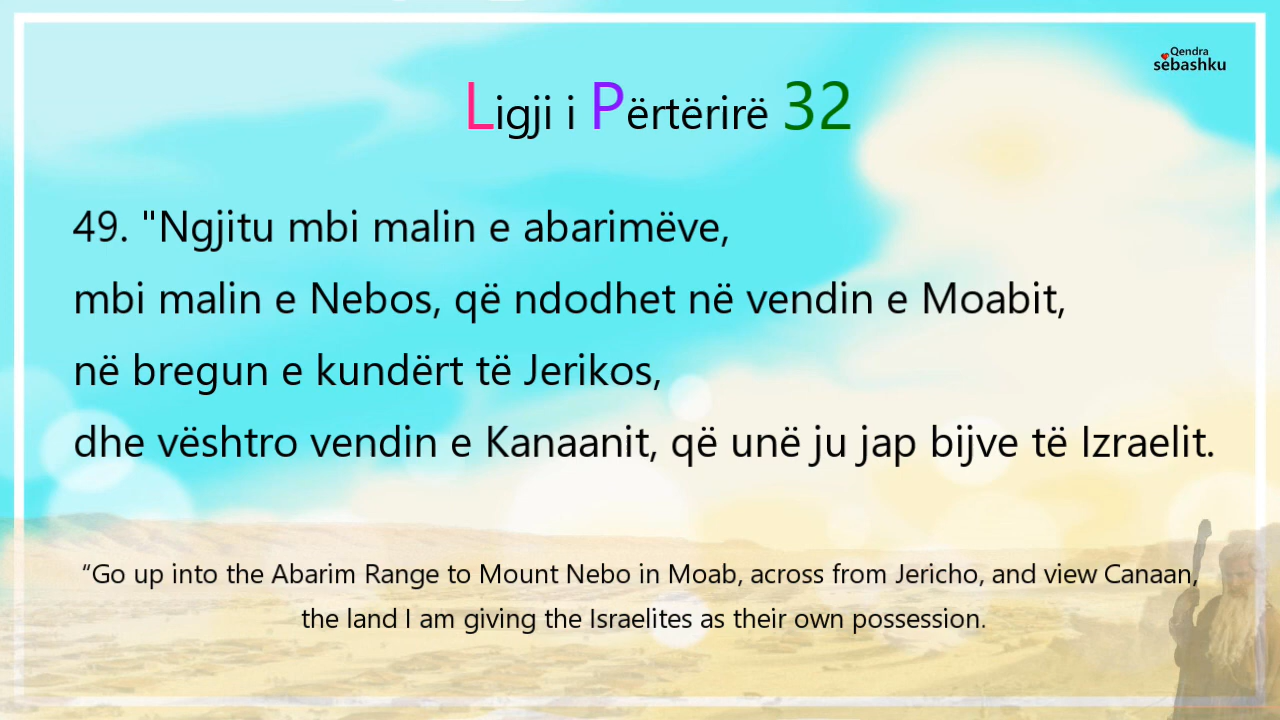 Qendra
sëbashku
Ligji i Përtërirë 32
49. "Ngjitu mbi malin e abarimëve,
mbi malin e Nebos, që ndodhet në vendin e Moabit,
në bregun e kundërt të Jerikos,
dhe vështro vendin e Kanaanit, që unë ju jap bijve të Izraelit.
“Go up into the Abarim Range to Mount Nebo in Moab, across from Jericho, and view Canaan,
the land I am giving the Israelites as their own possession.